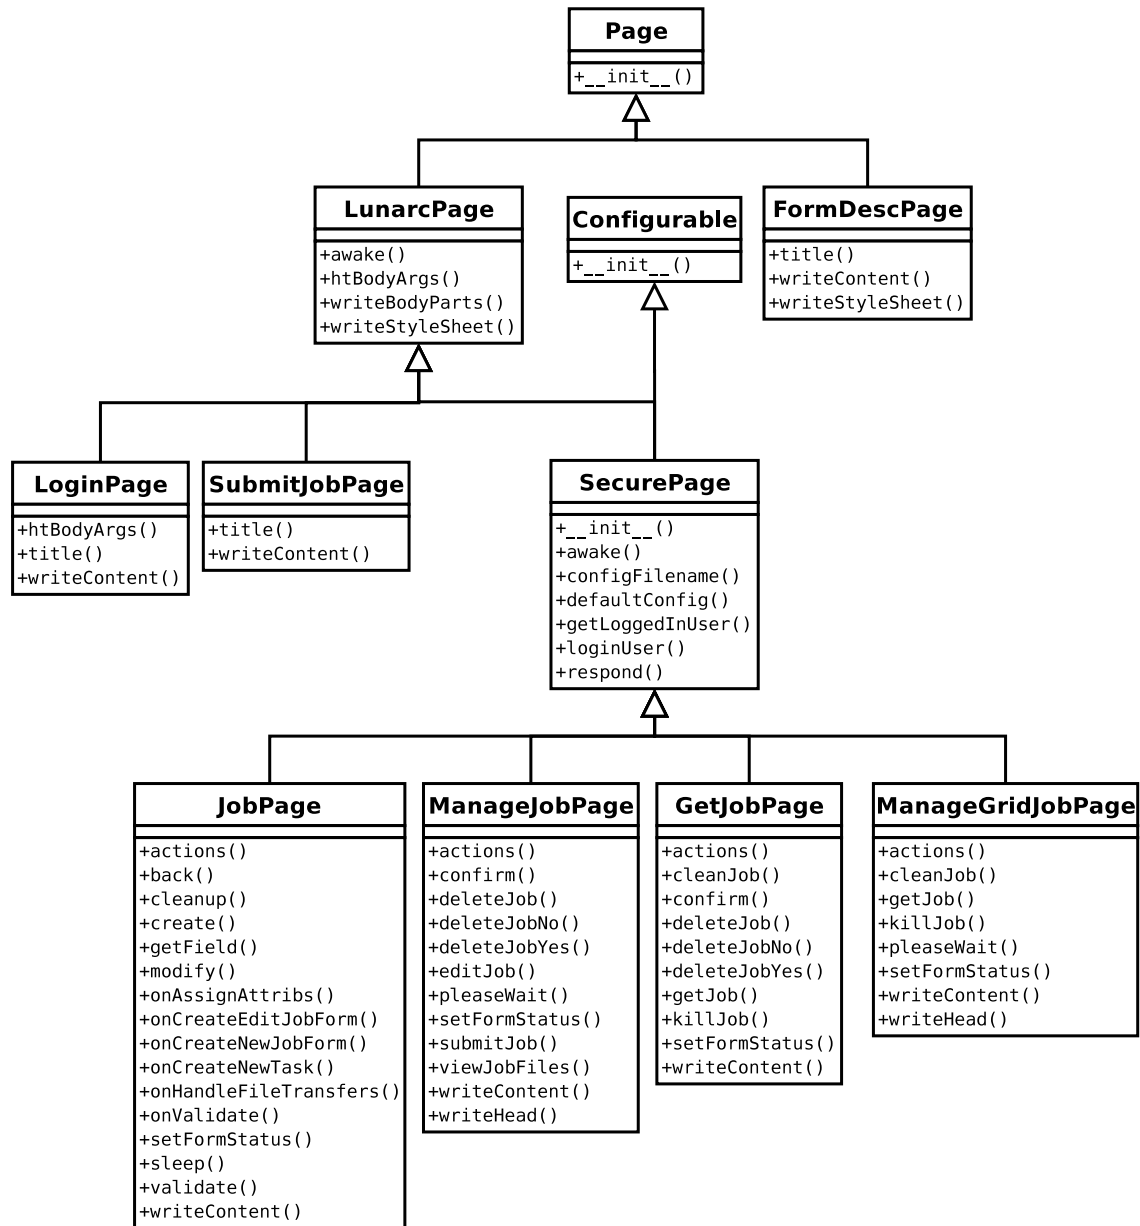 Page
+__init__()
LunarcPage
+awake()
+htBodyArgs()
+writeBodyParts()
+writeStyleSheet()
Configurable
+__init__()
FormDescPage
+title()
+writeContent()
+writeStyleSheet()
LoginPage
+htBodyArgs()
+title()
+writeContent()
SubmitJobPage
+title()
+writeContent()
SecurePage
+__init__()
+awake()
+configFilename()
+defaultConfig()
+getLoggedInUser()
+loginUser()
+respond()
JobPage
+actions()
+back()
+cleanup()
+create()
+getField()
+modify()
+onAssignAttribs()
+onCreateEditJobForm()
+onCreateNewJobForm()
+onCreateNewTask()
+onHandleFileTransfers()
+onValidate()
+setFormStatus()
+sleep()
+validate()
+writeContent()
ManageJobPage
+actions()
+confirm()
+deleteJob()
+deleteJobNo()
+deleteJobYes()
+editJob()
+pleaseWait()
+setFormStatus()
+submitJob()
+viewJobFiles()
+writeContent()
+writeHead()
GetJobPage
+actions()
+cleanJob()
+confirm()
+deleteJob()
+deleteJobNo()
+deleteJobYes()
+getJob()
+killJob()
+setFormStatus()
+writeContent()
ManageGridJobPage
+actions()
+cleanJob()
+getJob()
+killJob()
+pleaseWait()
+setFormStatus()
+writeContent()
+writeHead()